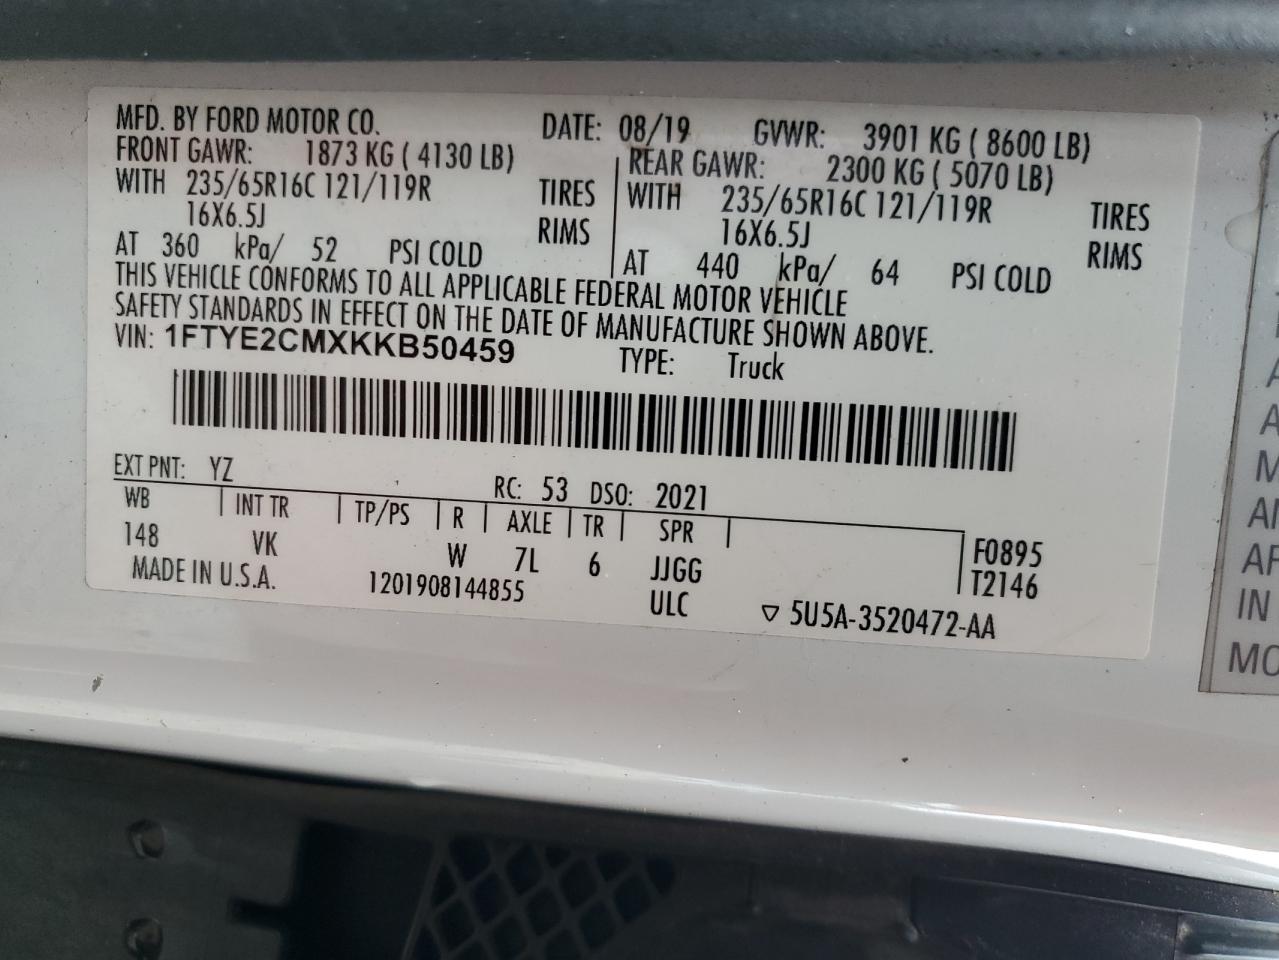 MFD. BY FORD MOTOR CO. DATE: 08/19 GVWR: 3901 KG ( 8600 LB)
FRONT GAWR: 1873 KG ( 4130 LB) REAR GAWR: 2300 KG ( 5070 LB)
WITH 235/65R16C 121/119R TIRES WITH 235/65R16C 121/119R TIRES
16X6.5J RIMS 16X6.5J RIMS
AT 360 kPa/ 52 PSI COLD AT 440 kPa/ 64 PSI COLD
THIS VEHICLE CONFORMS TO ALL APPLICABLE FEDERAL MOTOR VEHICLE
SAFETY STANDARDS IN EFFECT ON THE DATE OF MANUFACTURE SHOWN ABOVE.
VIN: 1FTYE2CMXKKB50459 TYPE: Truck
EXT PNT: YZ RC: 53 DSO: 2021
WB INT TR TP/PS R AXLE TR SPR
148 VK W 7L 6 JJGG F0895
MADE IN U.S.A. 1201908144855 ULC T2146
▽ 5U5A-3520472-AA
IN